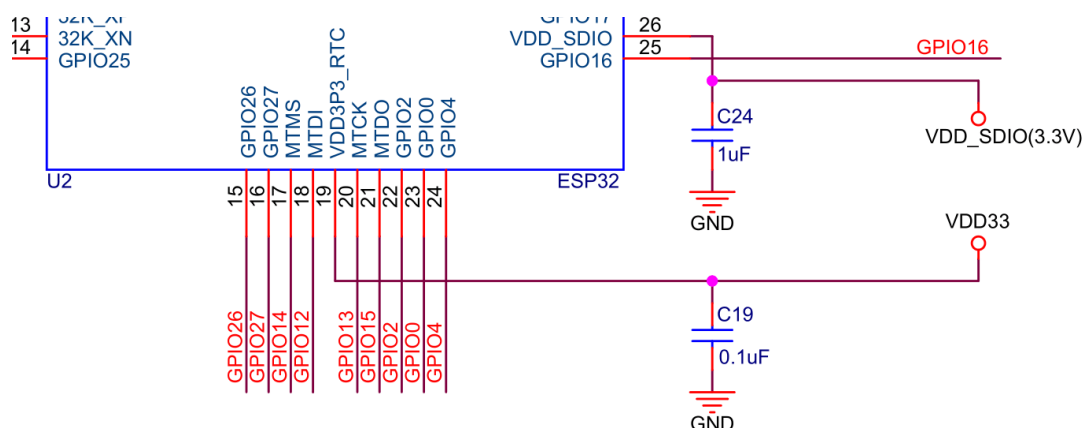 13
32K_XP
GPIO17
26
32K_XN
VDD_SDIO
14
25
GPIO25
GPIO16
GPIO16
GPIO26
GPIO27
MTMS
MTDI
VDD3P3_RTC
MTCK
MTDO
GPIO2
GPIO0
GPIO4
C24
1uF
VDD_SDIO(3.3V)
U2
ESP32
15
16
17
18
19
20
21
22
23
24
GND
VDD33
GPIO26
GPIO27
GPIO14
GPIO12
GPIO13
GPIO15
GPIO2
GPIO0
GPIO4
C19
0.1uF
GND